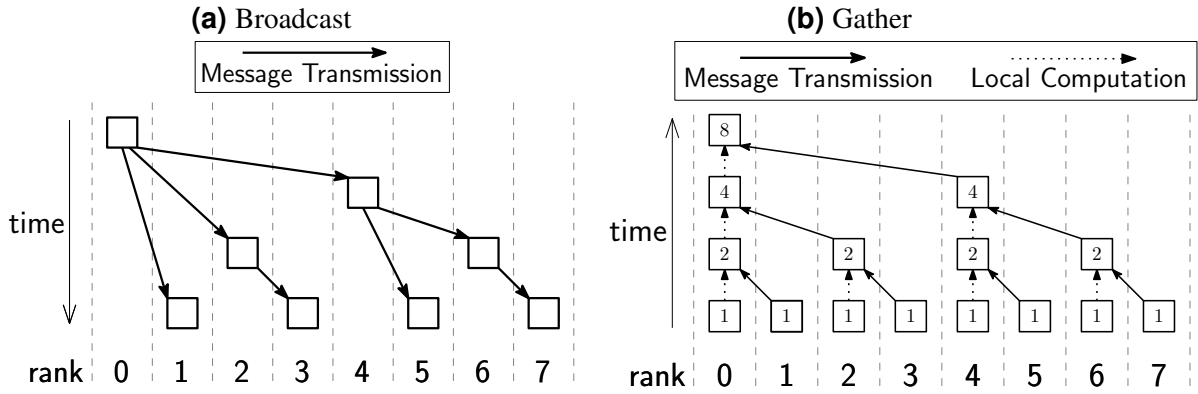 (a) Broadcast
Message Transmission
time
rank 0 1 2 3 4 5 6 7
(b) Gather
Message Transmission Local Computation
8
4 4
time
2 2 2 2
1 1 1 1 1 1 1 1
rank 0 1 2 3 4 5 6 7